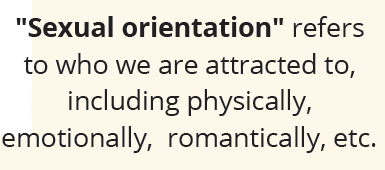 "Sexual orientation" refers
to who we are attracted to,
including physically,
emotionally,  romantically, etc.